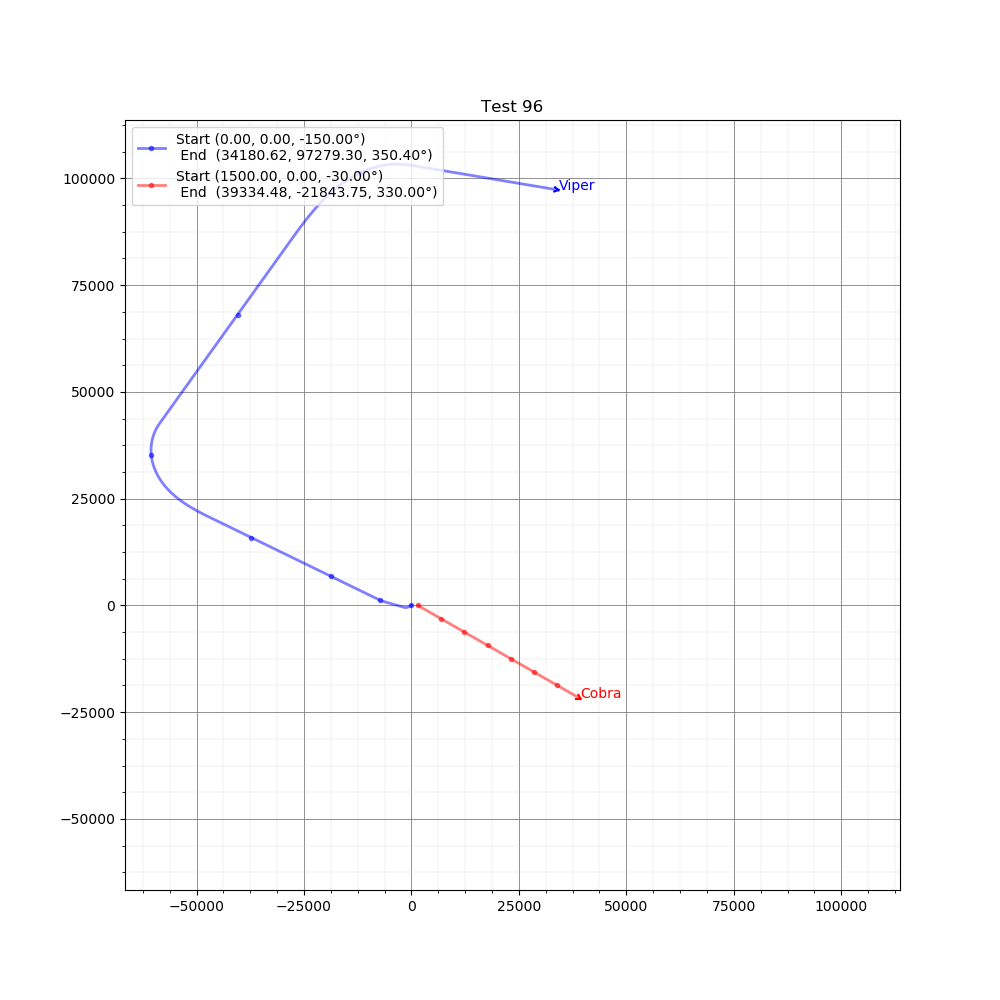 Test 96
Start (0.00, 0.00, -150.00°)
End (34180.62, 97279.30, 350.40°)
Start (1500.00, 0.00, -30.00°)
End (39334.48, -21843.75, 330.00°)
Viper
Cobra
100000
75000
50000
25000
0
−25000
−50000
−50000 −25000 0 25000 50000 75000 100000